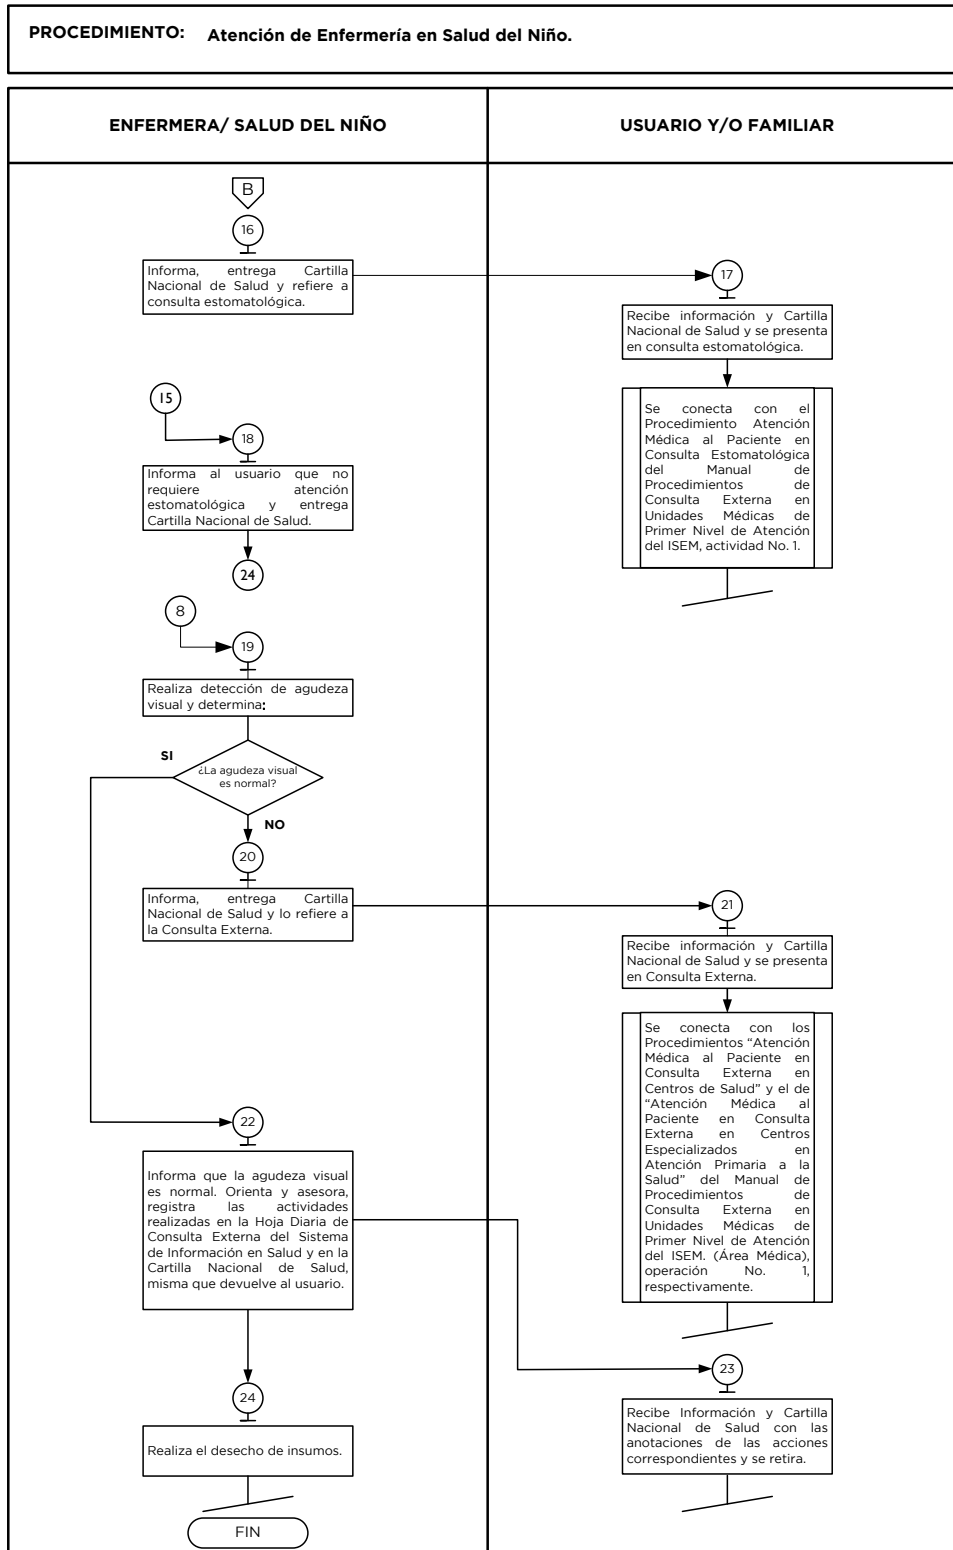 PROCEDIMIENTO: Atención de Enfermería en Salud del Niño.
ENFERMERA/ SALUD DEL NIÑO
USUARIO Y/O FAMILIAR
B
16
Informa, entrega Cartilla
Nacional de Salud y refiere a
consulta estomatológica.
17
Recibe información y Cartilla
Nacional de Salud y se presenta
en consulta estomatológica.
Se conecta con el
Procedimiento Atención
Médica al Paciente en
Consulta Estomatológica
del Manual de
Procedimientos de
Consulta Externa en
Unidades Médicas de
Primer Nivel de Atención
del ISEM, actividad No. 1.
15
18
Informa al usuario que no
requiere atención
estomatológica y entrega
Cartilla Nacional de Salud.
24
8
19
Realiza detección de agudeza
visual y determina:
SI
¿La agudeza visual
es normal?
NO
20
Informa, entrega Cartilla
Nacional de Salud y lo refiere a
la Consulta Externa.
21
Recibe información y Cartilla
Nacional de Salud y se presenta
en Consulta Externa.
Se conecta con los
Procedimientos “Atención
Médica al Paciente en
Consulta Externa en
Centros de Salud” y el de
“Atención Médica al
Paciente en Consulta
Externa en Centros
Especializados en
Atención Primaria a la
Salud” del Manual de
Procedimientos de
Consulta Externa en
Unidades Médicas de
Primer Nivel de Atención
del ISEM. (Área Médica),
operación No. 1,
respectivamente.
22
Informa que la agudeza visual
es normal. Orienta y asesora,
registra las actividades
realizadas en la Hoja Diaria de
Consulta Externa del Sistema
de Información en Salud y en la
Cartilla Nacional de Salud,
misma que devuelve al usuario.
23
Recibe Información y Cartilla
Nacional de Salud con las
anotaciones de las acciones
correspondientes y se retira.
24
Realiza el desecho de insumos.
FIN